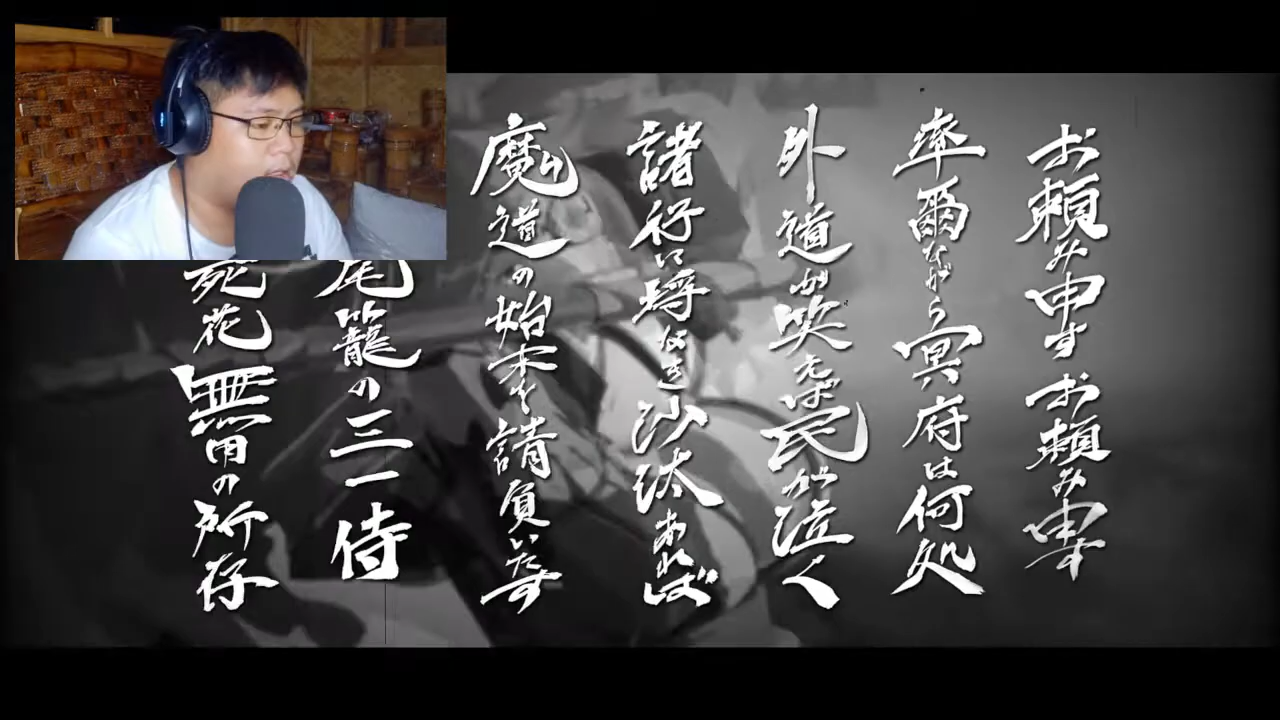 お頼み申す お頼み申す
率爾ながら冥府は何処
外道が笑えば民が泣く
諸行に蜉なき沙汰あれば
魔道の始末を請負いたす
尾籠の三一侍
死花無用の所存